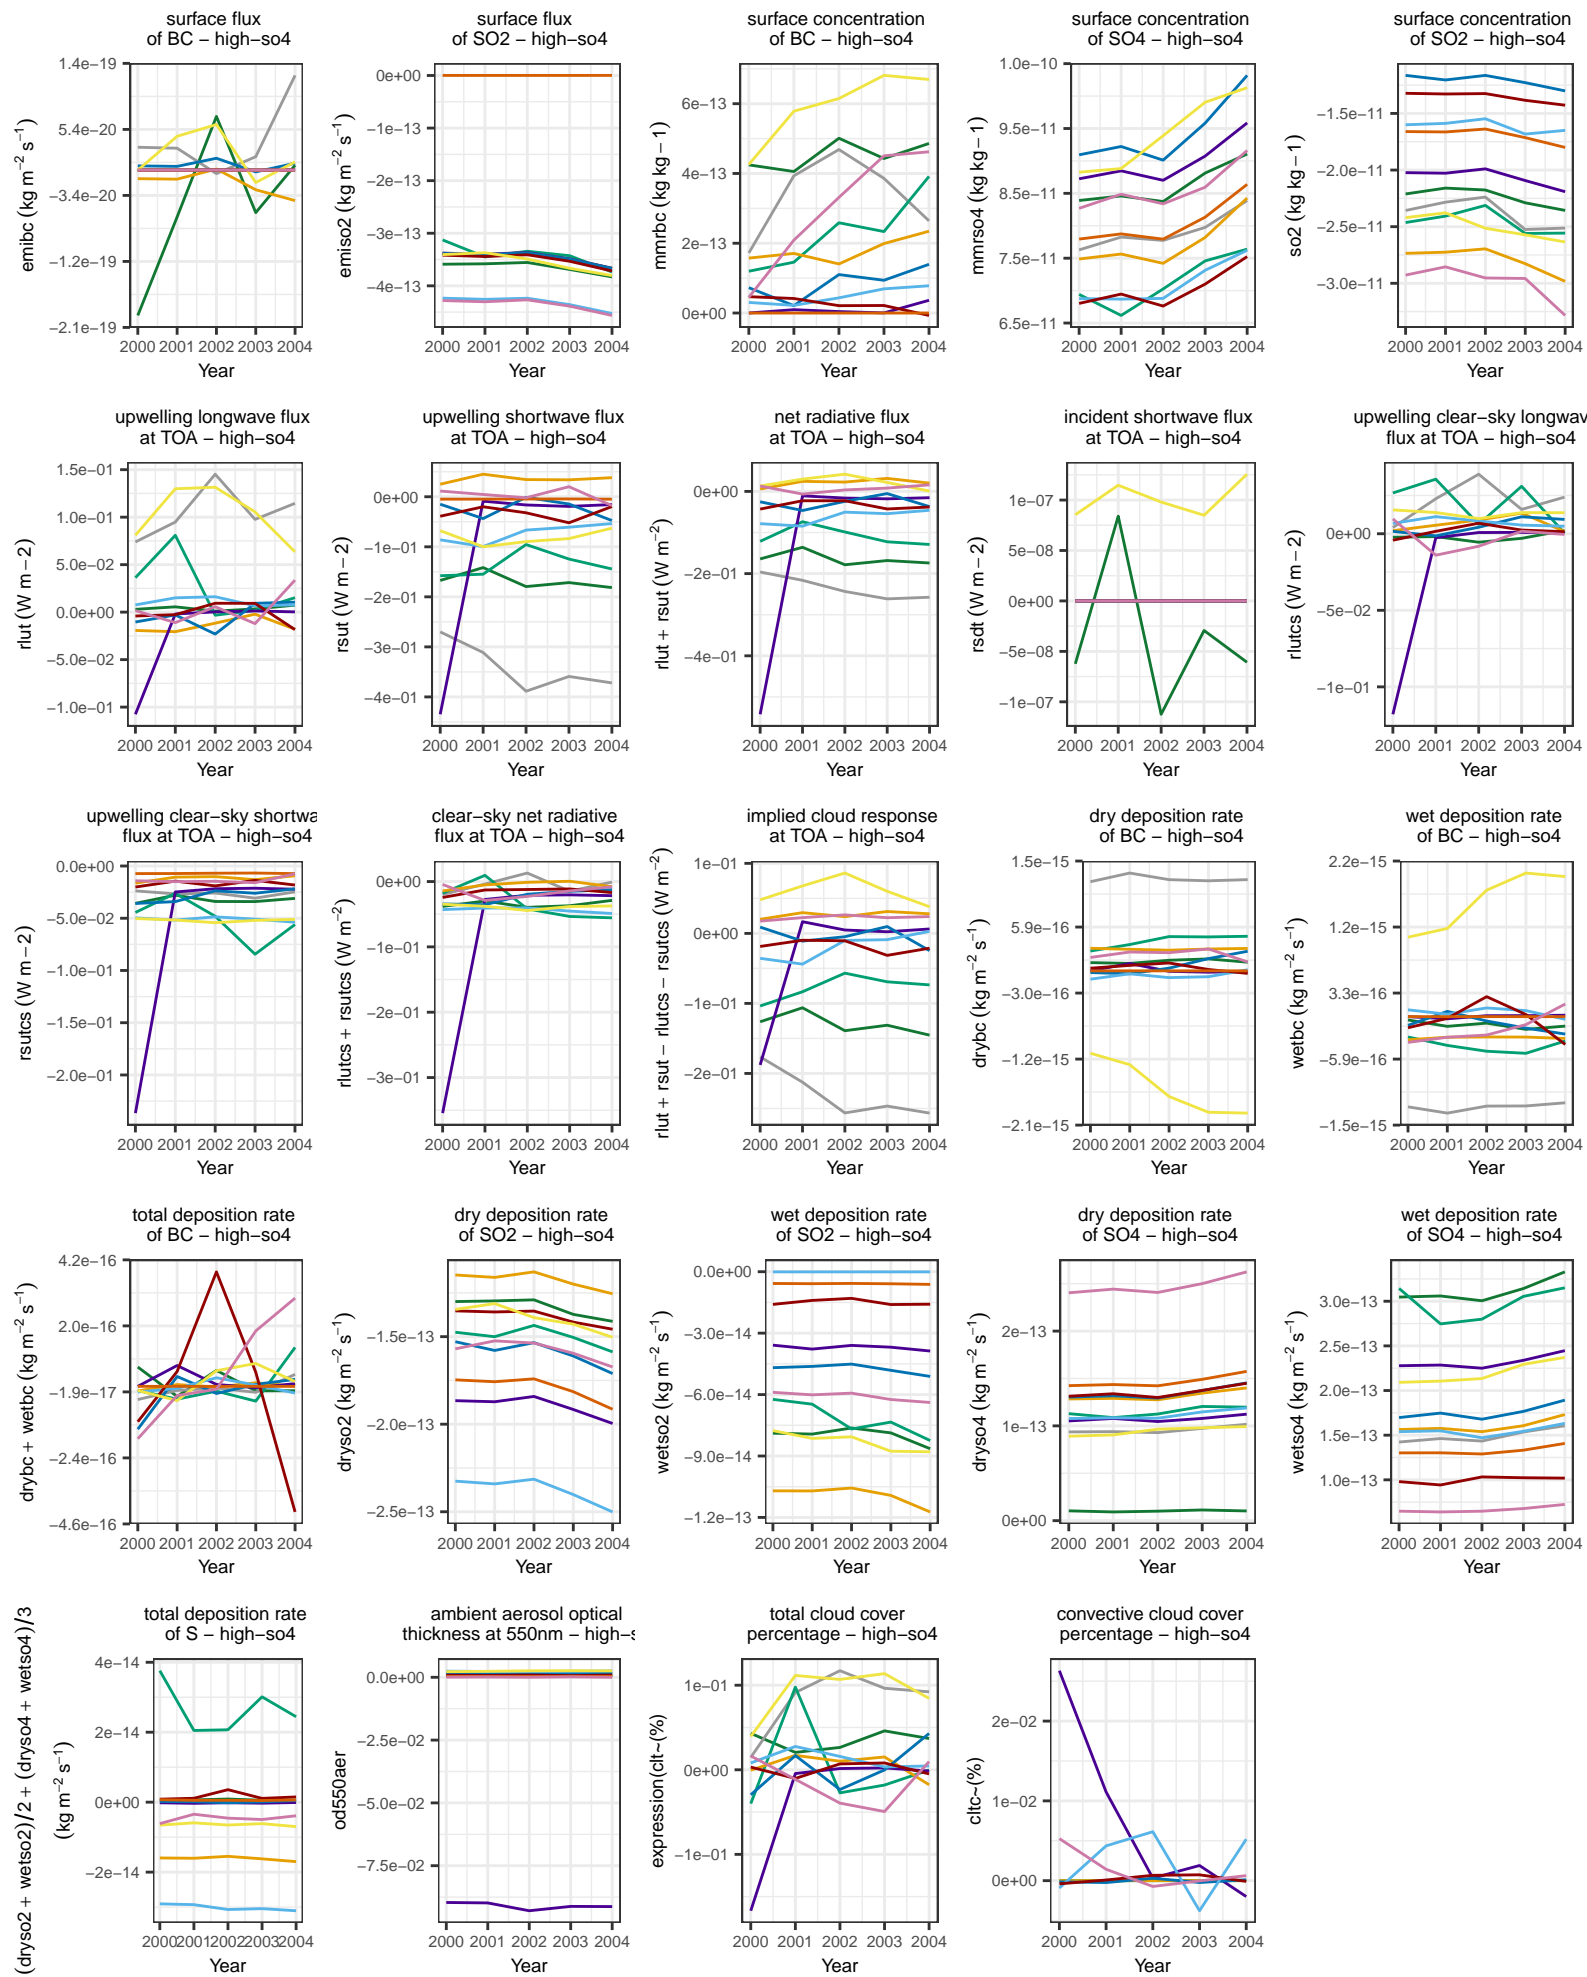 surface flux
of BC − high−so4
1.4e−19
5.4e−20
−3.4e−20
−1.2e−19
−2.1e−19
emibc (kg m−2 s−1)
2000 2001 2002 2003 2004
Year
surface flux
of SO2 − high−so4
0e+00
−1e−13
−2e−13
−3e−13
−4e−13
emiso2 (kg m−2 s−1)
2000 2001 2002 2003 2004
Year
surface concentration
of BC − high−so4
6e−13
4e−13
2e−13
0e+00
mmrbc (kg kg − 1)
2000 2001 2002 2003 2004
Year
surface concentration
of SO4 − high−so4
1.0e−10
9.5e−11
8.5e−11
7.5e−11
6.5e−11
mmrso4 (kg kg − 1)
2000 2001 2002 2003 2004
Year
surface concentration
of SO2 − high−so4
−1.5e−11
−2.0e−11
−2.5e−11
−3.0e−11
so2 (kg kg − 1)
2000 2001 2002 2003 2004
Year
upwelling longwave flux
at TOA − high−so4
1.5e−01
1.0e−01
5.0e−02
0.0e+00
−5.0e−02
−1.0e−01
rlut (W m − 2)
2000 2001 2002 2003 2004
Year
upwelling shortwave flux
at TOA − high−so4
0e+00
−1e−01
−2e−01
−3e−01
−4e−01
rsut (W m − 2)
2000 2001 2002 2003 2004
Year
net radiative flux
at TOA − high−so4
0e+00
−2e−01
−4e−01
rlut + rsut (W m−2)
2000 2001 2002 2003 2004
Year
incident shortwave flux
at TOA − high−so4
1e−07
5e−08
0e+00
−5e−08
−1e−07
rsdt (W m − 2)
2000 2001 2002 2003 2004
Year
upwelling clear−sky longwav
flux at TOA − high−so4
0e+00
−5e−02
−1e−01
rlutcs (W m − 2)
2000 2001 2002 2003 2004
Year
upwelling clear−sky shortwa
flux at TOA − high−so4
0.0e+00
−5.0e−02
−1.0e−01
−1.5e−01
−2.0e−01
rsutcs (W m − 2)
2000 2001 2002 2003 2004
Year
clear−sky net radiative
flux at TOA − high−so4
0e+00
−1e−01
−2e−01
−3e−01
rlutcs + rsutcs (W m−2)
2000 2001 2002 2003 2004
Year
implied cloud response
at TOA − high−so4
1e−01
0e+00
−1e−01
−2e−01
rlut + rsut − rlutcs − rsutcs (W m−2)
2000 2001 2002 2003 2004
Year
dry deposition rate
of BC − high−so4
1.5e−15
5.9e−16
−3.0e−16
−1.2e−15
−2.1e−15
drybc (kg m−2 s−1)
2000 2001 2002 2003 2004
Year
wet deposition rate
of BC − high−so4
2.2e−15
1.2e−15
3.3e−16
−5.9e−16
−1.5e−15
wetbc (kg m−2 s−1)
2000 2001 2002 2003 2004
Year
total deposition rate
of BC − high−so4
4.2e−16
2.0e−16
−1.9e−17
−2.4e−16
−4.6e−16
drybc + wetbc (kg m−2 s−1)
2000 2001 2002 2003 2004
Year
dry deposition rate
of SO2 − high−so4
−1.5e−13
−2.0e−13
−2.5e−13
dryso2 (kg m−2 s−1)
2000 2001 2002 2003 2004
Year
wet deposition rate
of SO2 − high−so4
0.0e+00
−3.0e−14
−6.0e−14
−9.0e−14
−1.2e−13
wetso2 (kg m−2 s−1)
2000 2001 2002 2003 2004
Year
dry deposition rate
of SO4 − high−so4
2e−13
1e−13
0e+00
dryso4 (kg m−2 s−1)
2000 2001 2002 2003 2004
Year
wet deposition rate
of SO4 − high−so4
3.0e−13
2.5e−13
2.0e−13
1.5e−13
1.0e−13
wetso4 (kg m−2 s−1)
2000 2001 2002 2003 2004
Year
total deposition rate
of S − high−so4
4e−14
2e−14
0e+00
−2e−14
(dryso2 + wetso2)/2 + (dryso4 + wetso4)/3
(kg m−2 s−1)
2000 2001 2002 2003 2004
Year
ambient aerosol optical
thickness at 550nm − high−s
0.0e+00
−2.5e−02
−5.0e−02
−7.5e−02
od550aer
2000 2001 2002 2003 2004
Year
total cloud cover
percentage − high−so4
1e−01
0e+00
−1e−01
expression(clt~(%)
2000 2001 2002 2003 2004
Year
convective cloud cover
percentage − high−so4
2e−02
1e−02
0e+00
cltc~(%)
2000 2001 2002 2003 2004
Year